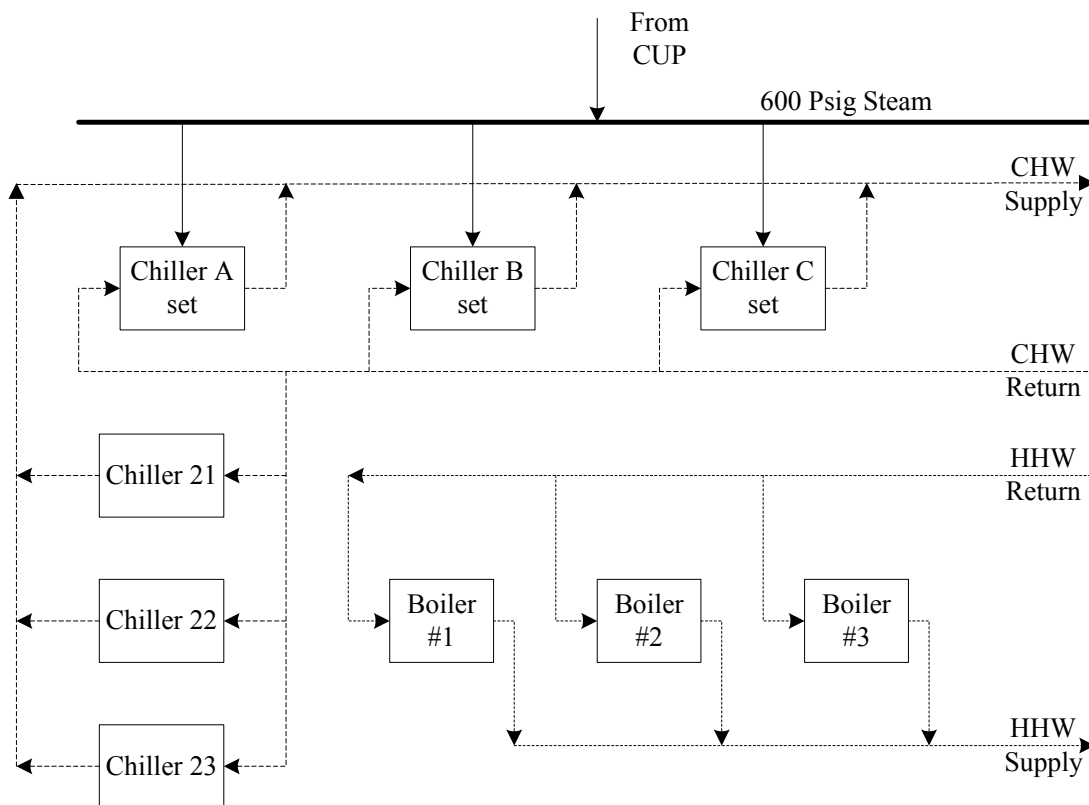 From
CUP
600 Psig Steam
CHW
Supply
Chiller A
set
Chiller B
set
Chiller C
set
CHW
Return
Chiller 21
HHW
Return
Chiller 22
Boiler
#1
Boiler
#2
Boiler
#3
Chiller 23
HHW
Supply